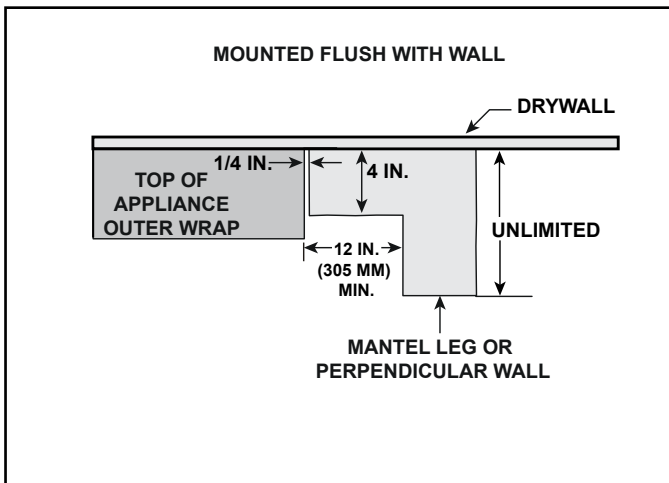 MOUNTED FLUSH WITH WALL
DRYWALL
1/4 IN.
4 IN.
TOP OF
APPLIANCE
OUTER WRAP
UNLIMITED
12 IN.
(305 MM)
MIN.
MANTEL LEG OR
PERPENDICULAR WALL